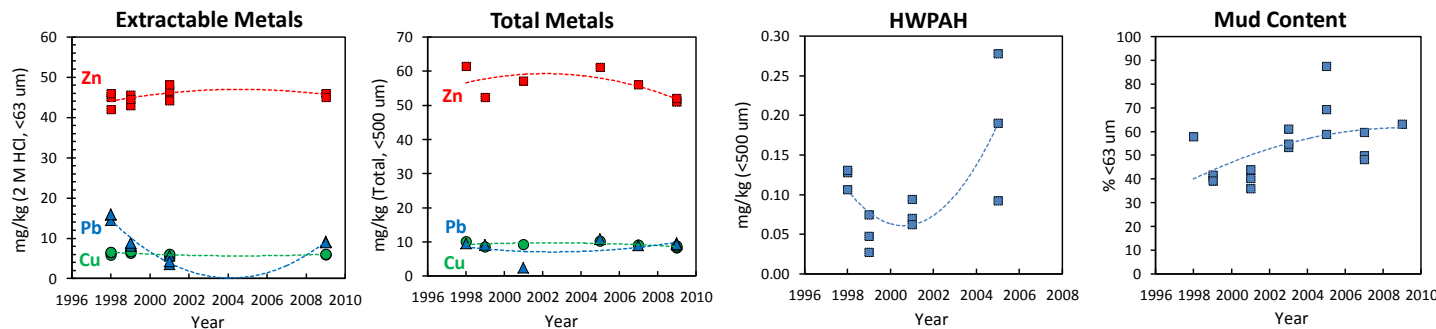 Extractable Metals
mg/kg (2 M HCl, <63 um)
60
50
40
30
20
10
0
Zn
Pb
Cu
1996 1998 2000 2002 2004 2006 2008 2010
Year
Total Metals
mg/kg (Total, <500 um)
70
60
50
40
30
20
10
0
Zn
Pb
Cu
1996 1998 2000 2002 2004 2006 2008 2010
Year
HWPAH
mg/kg (<500 um)
0.30
0.25
0.20
0.15
0.10
0.05
0.00
1996 1998 2000 2002 2004 2006 2008
Year
Mud Content
% <63 um
100
90
80
70
60
50
40
30
20
10
0
1996 1998 2000 2002 2004 2006 2008 2010
Year